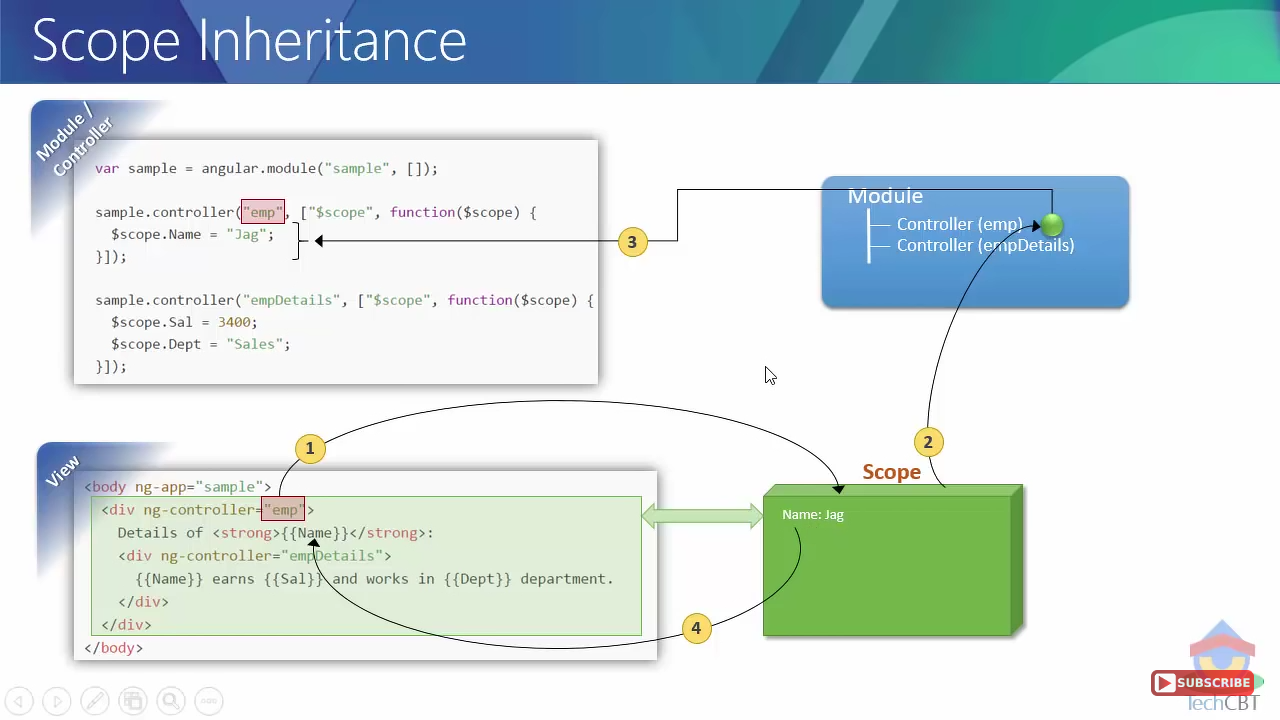 Scope Inheritance
Module /
Controller
var sample = angular.module("sample", []);
sample.controller("emp", ["$scope", function($scope) {
$scope.Name = "Jag";
}]);
sample.controller("empDetails", ["$scope", function($scope) {
$scope.Sal = 3400;
$scope.Dept = "Sales";
}]);
3
Module
Controller (emp)
Controller (empDetails)
1
2
View
<body ng-app="sample">
<div ng-controller="emp">
Details of <strong>{{Name}}</strong>:
<div ng-controller="empDetails">
{{Name}} earns {{Sal}} and works in {{Dept}} department.
</div>
</div>
</body>
Scope
Name: Jag
4
SUBSCRIBE
TechCBT